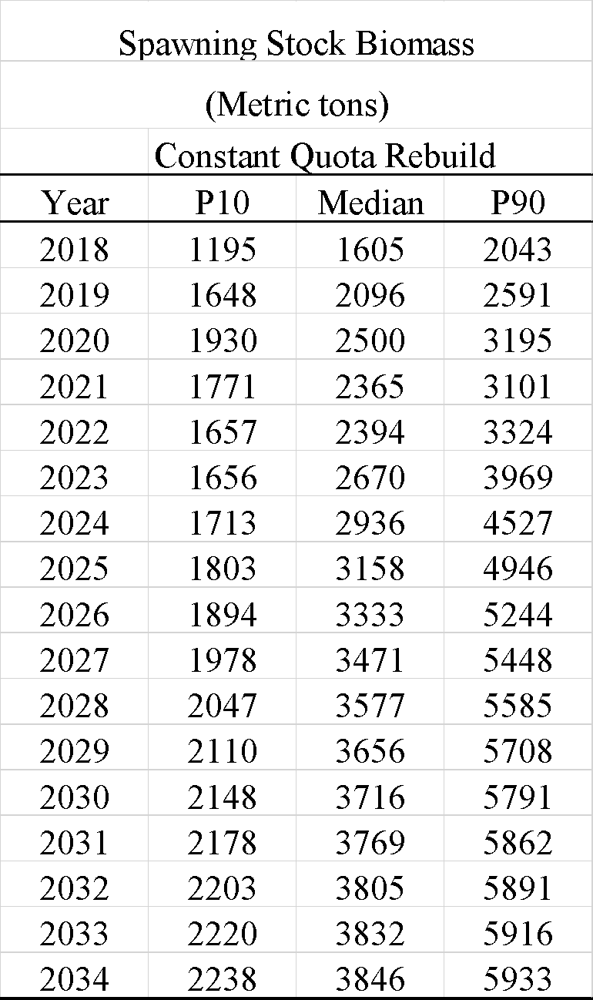 Spawning Stock Biomass
(Metric tons)
Constant Quota Rebuild
Year P10 Median P90
2018 1195 1605 2043
2019 1648 2096 2591
2020 1930 2500 3195
2021 1771 2365 3101
2022 1657 2394 3324
2023 1656 2670 3969
2024 1713 2936 4527
2025 1803 3158 4946
2026 1894 3333 5244
2027 1978 3471 5448
2028 2047 3577 5585
2029 2110 3656 5708
2030 2148 3716 5791
2031 2178 3769 5862
2032 2203 3805 5891
2033 2220 3832 5916
2034 2238 3846 5933